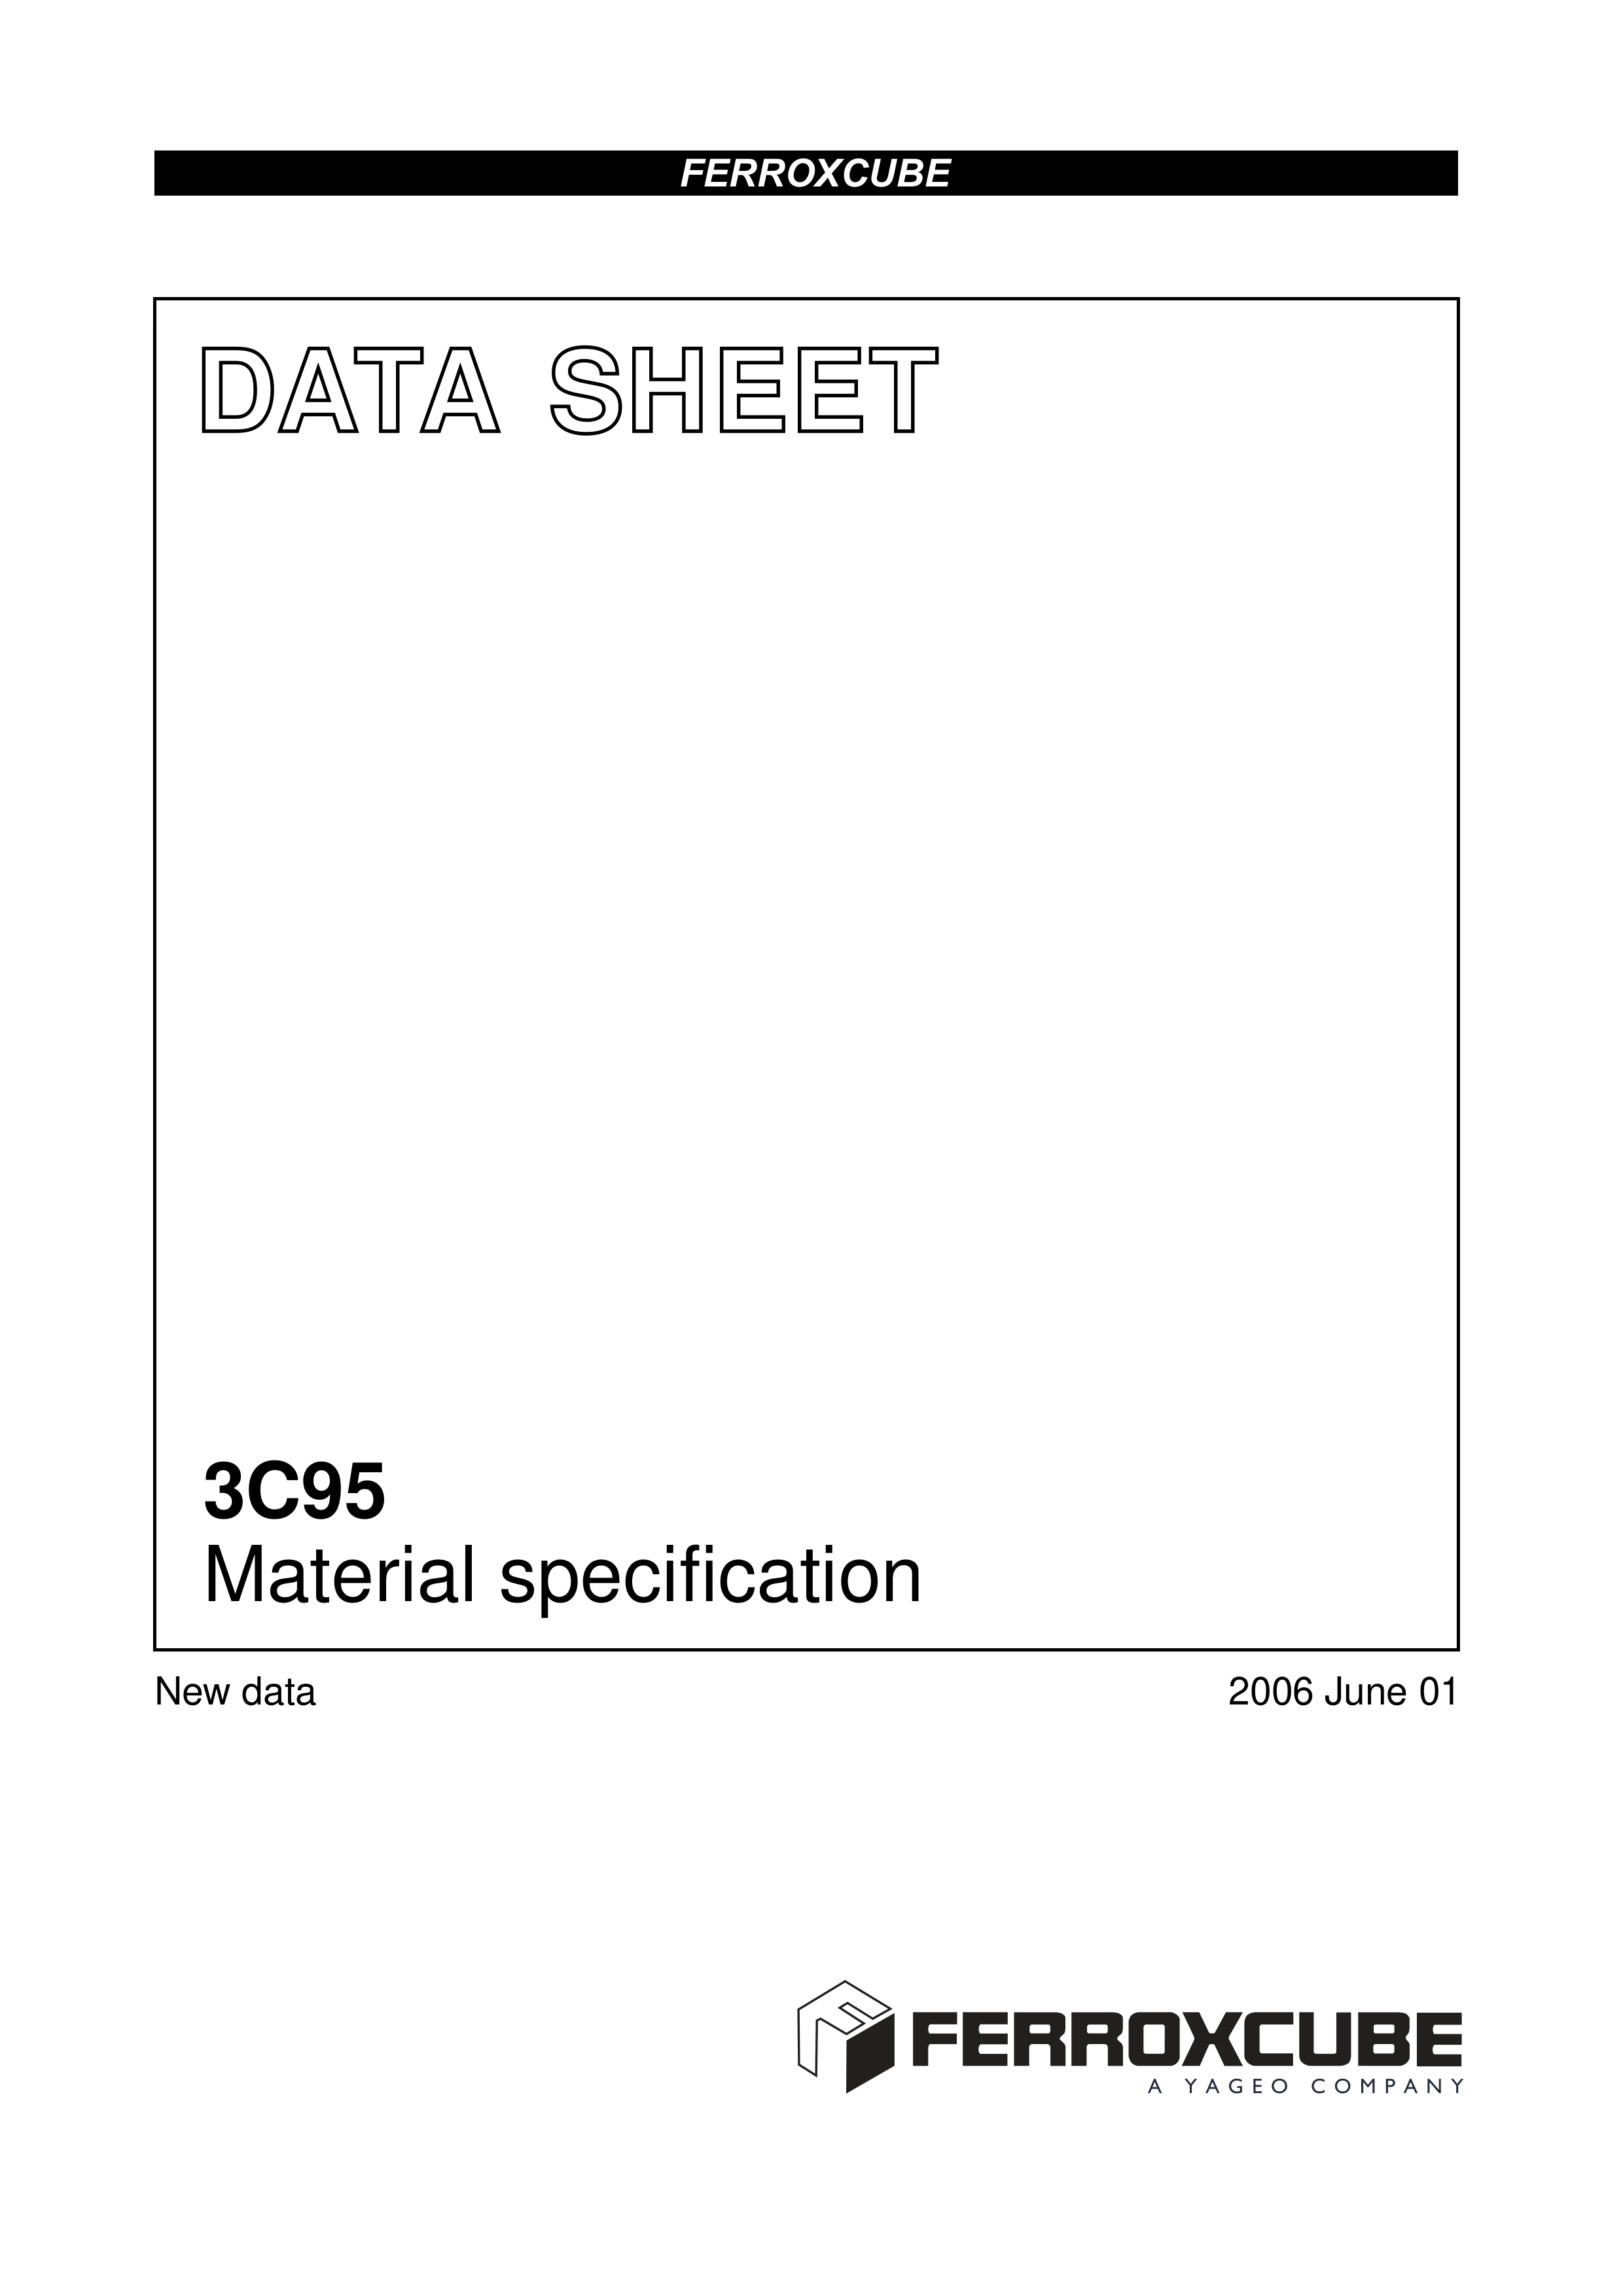 FERROXCUBE
DATA SHEET
3C95
Material specification
New data
2006 June 01
FERROXCUBE
A YAGEO COMPANY